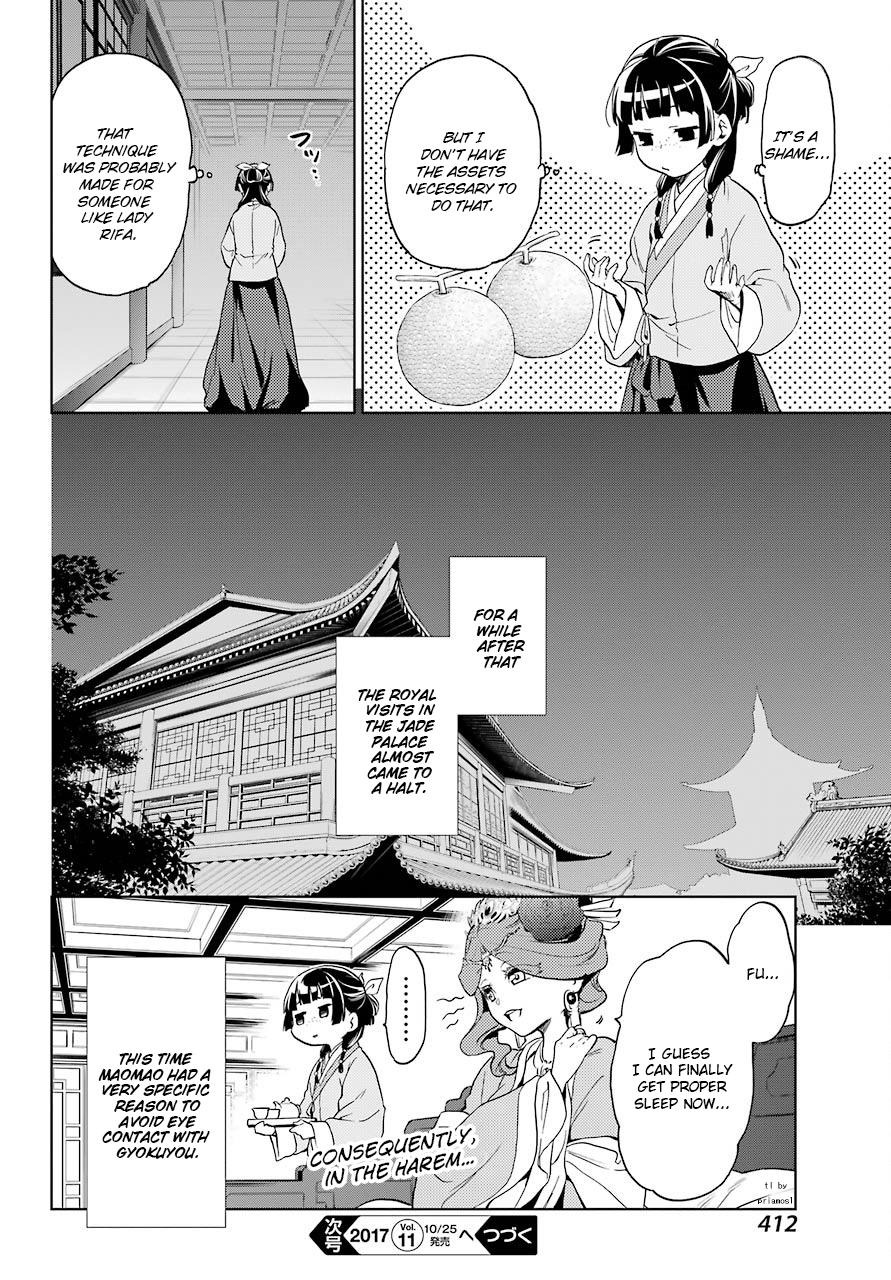 IT'S A
SHAME...
BUT I
DON'T HAVE
THE ASSETS
NECESSARY TO
DO THAT.
フッ…
THAT
TECHNIQUE
WAS PROBABLY
MADE FOR
SOMEONE
LIKE LADY
RIFA.
FOR A
WHILE
AFTER
THAT
THE ROYAL
VISITS IN
THE JADE
PALACE
ALMOST
CAME TO
A HALT.
FU...
I GUESS
I CAN FINALLY
GET PROPER
SLEEP NOW...
THIS TIME
MAOMAO HAD A
VERY SPECIFIC
REASON TO
AVOID EYE
CONTACT WITH
GYOKUYOU.
CONSEQUENTLY,
IN THE HAREM...
tl by
priamosl
412
次号 2017 Vol. 11 10/25 発売 へ つづく